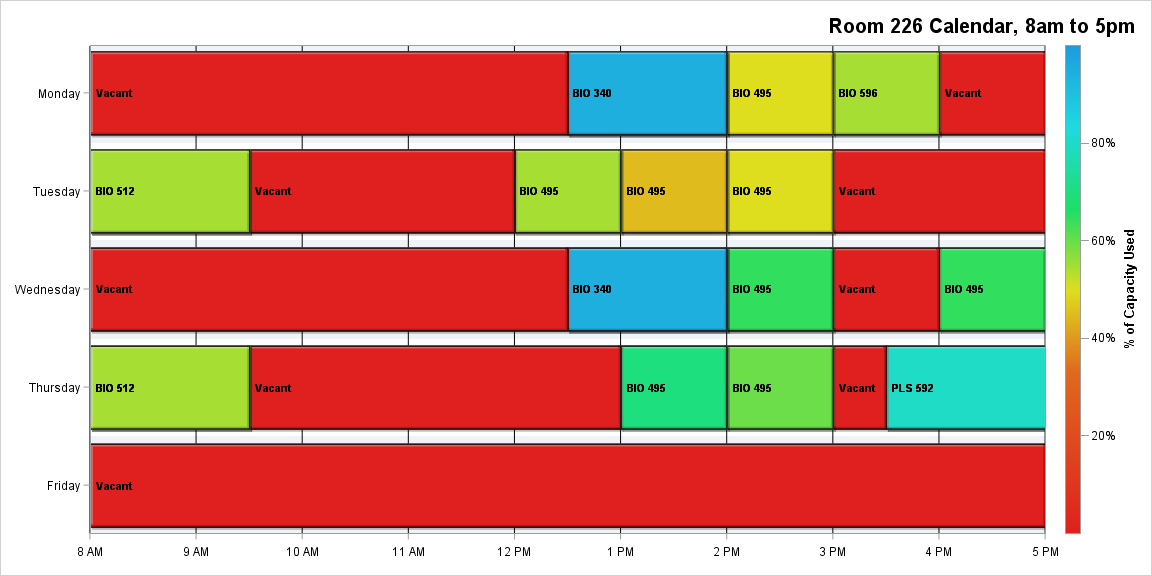 Room 226 Calendar, 8am to 5pm
Monday
Vacant
BIO 340
BIO 495
BIO 596
Vacant
Tuesday
BIO 512
Vacant
BIO 495
BIO 495
BIO 495
Vacant
Wednesday
Vacant
BIO 340
BIO 495
Vacant
BIO 495
Thursday
BIO 512
Vacant
BIO 495
BIO 495
Vacant
PLS 592
Friday
Vacant
8 AM
9 AM
10 AM
11 AM
12 PM
1 PM
2 PM
3 PM
4 PM
5 PM
80%
60%
40%
20%
% of Capacity Used